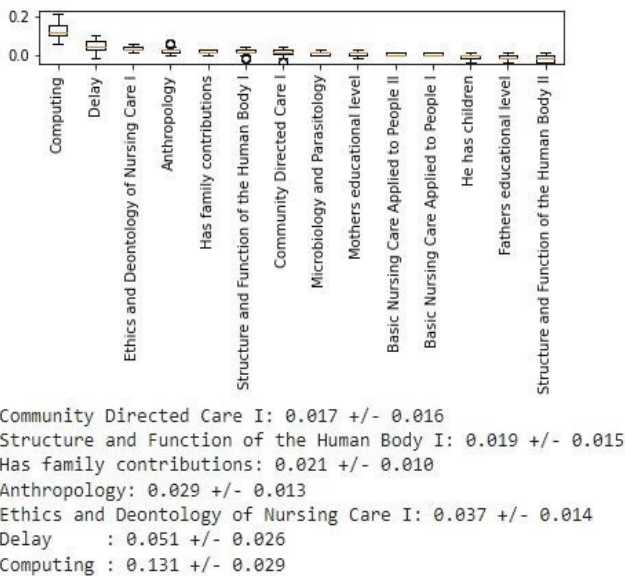 0.2
0.0
Computing
Delay
Ethics and Deontology of Nursing Care I
Anthropology
Has family contributions
Structure and Function of the Human Body I
Community Directed Care I
Microbiology and Parasitology
Mothers educational level
Basic Nursing Care Applied to People II
Basic Nursing Care Applied to People I
He has children
Fathers educational level
Structure and Function of the Human Body II
Community Directed Care I: 0.017 +/- 0.016
Structure and Function of the Human Body I: 0.019 +/- 0.015
Has family contributions: 0.021 +/- 0.010
Anthropology: 0.029 +/- 0.013
Ethics and Deontology of Nursing Care I: 0.037 +/- 0.014
Delay : 0.051 +/- 0.026
Computing : 0.131 +/- 0.029